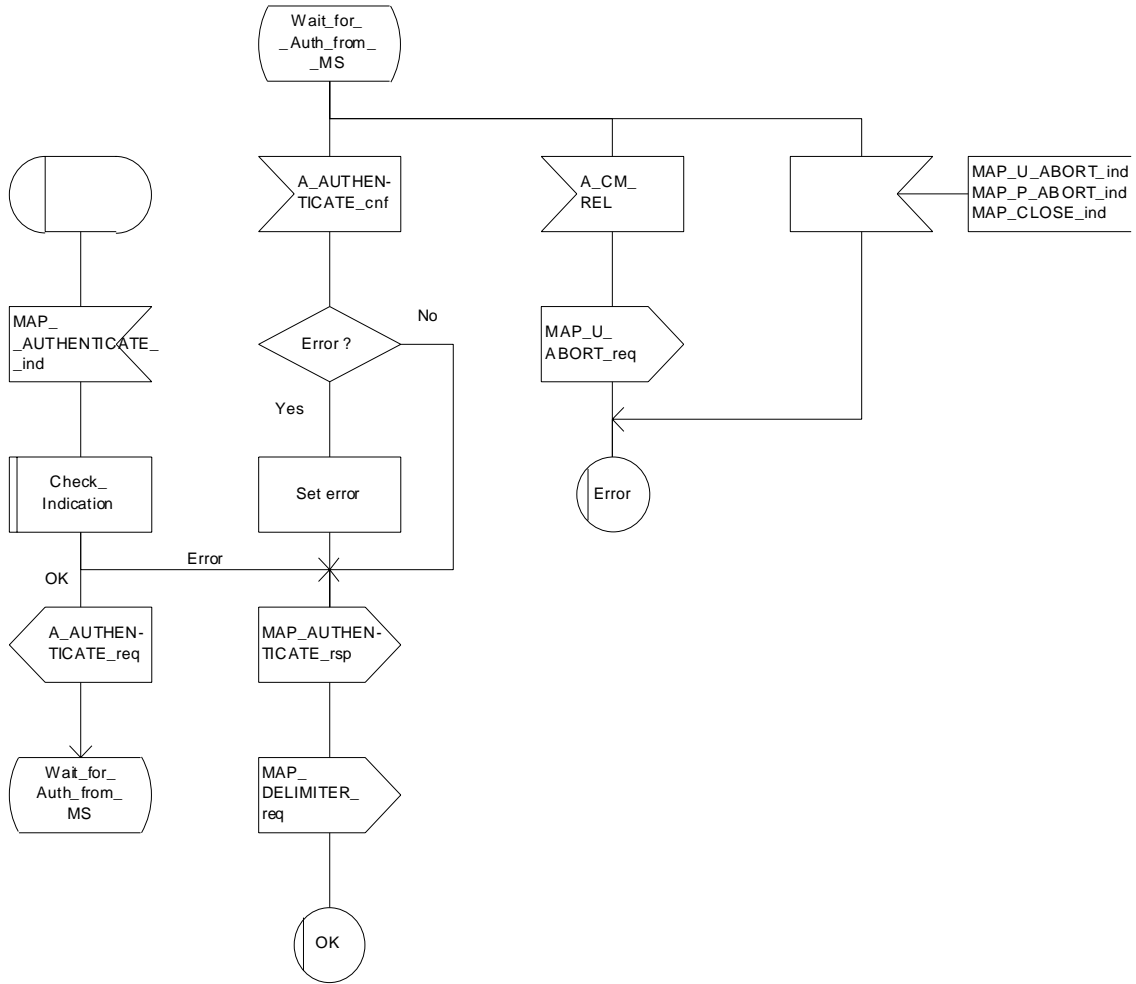 Wait_for_
_Auth_from_
_MS
A_AUTHEN-
TICATE_cnf
A_CM_
REL
MAP_U_ABORT_ind
MAP_P_ABORT_ind
MAP_CLOSE_ind
MAP_
_AUTHENTICATE_
_ind
Error ?
No
Yes
MAP_U_
ABORT_req
Check_
Indication
Set error
Error
OK
Error
A_AUTHEN-
TICATE_req
MAP_AUTHEN-
TICATE_rsp
Wait_for_
Auth_from_
MS
MAP_
DELIMITER_
req
OK